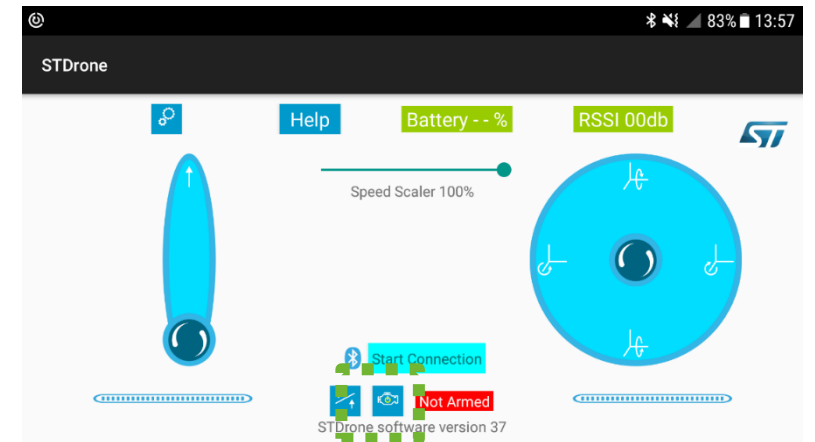 83% 13:57
STDrone
Help Battery - - % RSSI 00db
ST
Speed Scaler 100%
Start Connection
Not Armed
STDrone software version 37